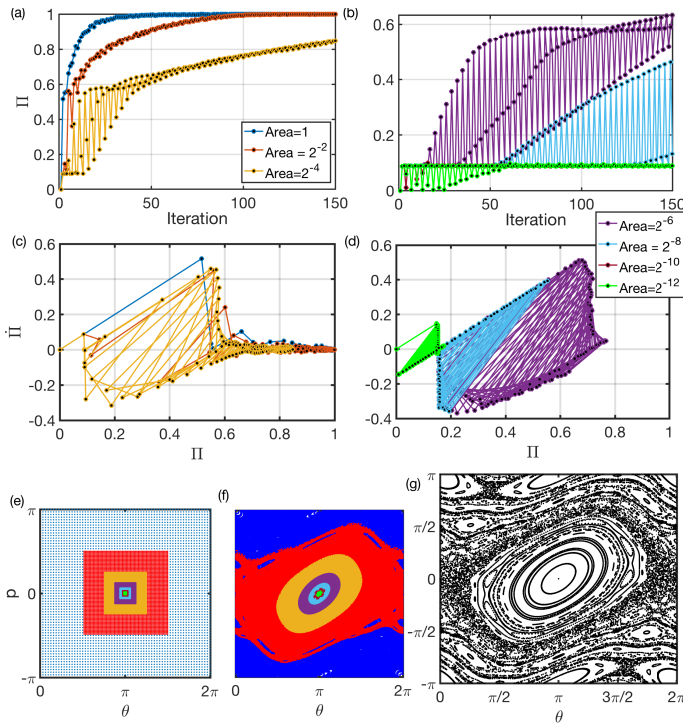 (a)
(b)
1
0.8
0.6
0.4
0.2
0
Π
Area=1
Area = 2⁻²
Area=2⁻⁴
0
50
100
150
Iteration
0.6
0.4
0.2
0
0
50
100
150
Iteration
Area=2⁻⁶
Area = 2⁻⁸
Area=2⁻¹⁰
Area=2⁻¹²
(c)
(d)
0.6
0.4
0.2
0
-0.2
-0.4
Π̇
0
0.2
0.4
0.6
0.8
1
Π
0.6
0.4
0.2
0
-0.2
-0.4
0
0.2
0.4
0.6
0.8
1
Π
(e)
(f)
(g)
π
0
-π
p
0
π
2π
θ
0
π
2π
θ
π
π/2
0
-π/2
-π
0
π/2
π
3π/2
2π
θ